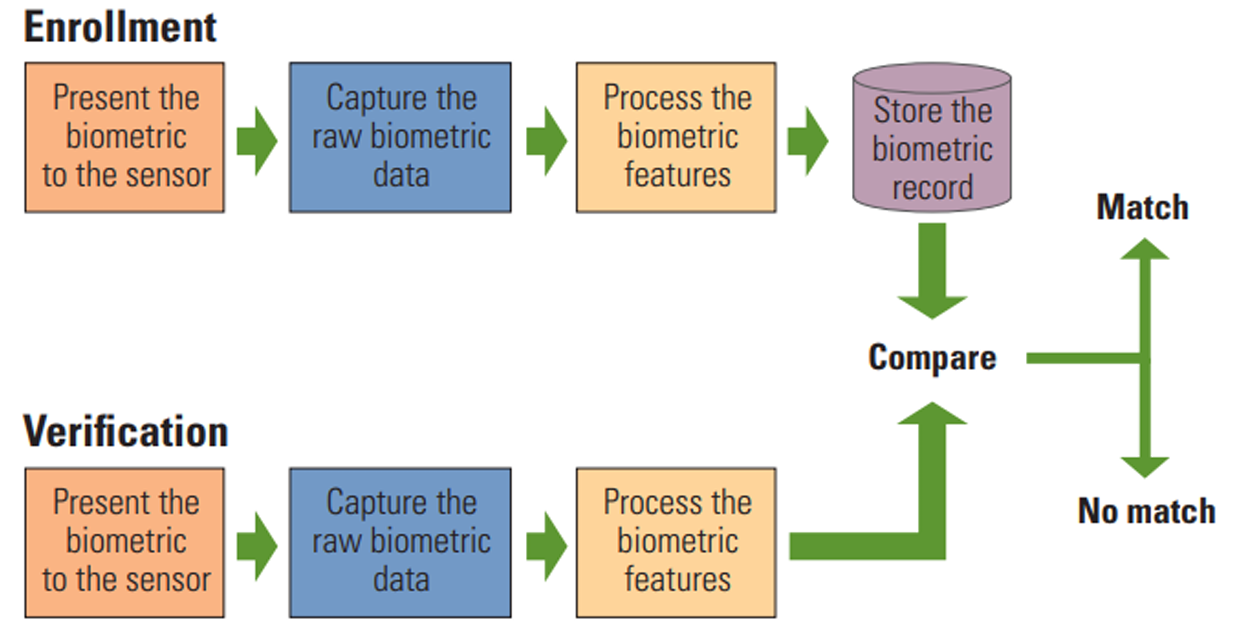 Enrollment
Present the
biometric
to the sensor
Capture the
raw biometric
data
Process the
biometric
features
Store the
biometric
record
Match
Compare
No match
Verification
Present the
biometric
to the sensor
Capture the
raw biometric
data
Process the
biometric
features